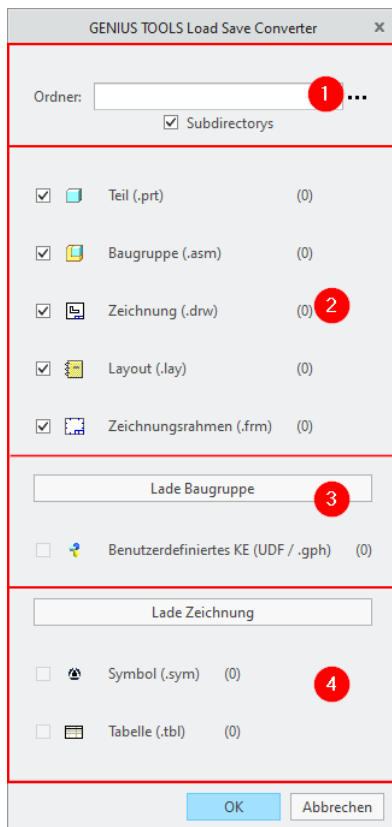 GENIUS TOOLS Load Save Converter x
Ordner: 1 ...
Subdirectorys
Teil (.prt) (0)
Baugruppe (.asm) (0)
Zeichnung (.drw) (0) 2
Layout (.lay) (0)
Zeichnungsrahmen (.frm) (0)
Lade Baugruppe 3
Benutzerdefiniertes KE (UDF / .gph) (0)
Lade Zeichnung
Symbol (.sym) (0) 4
Tabelle (.tbl) (0)
OK Abbrechen